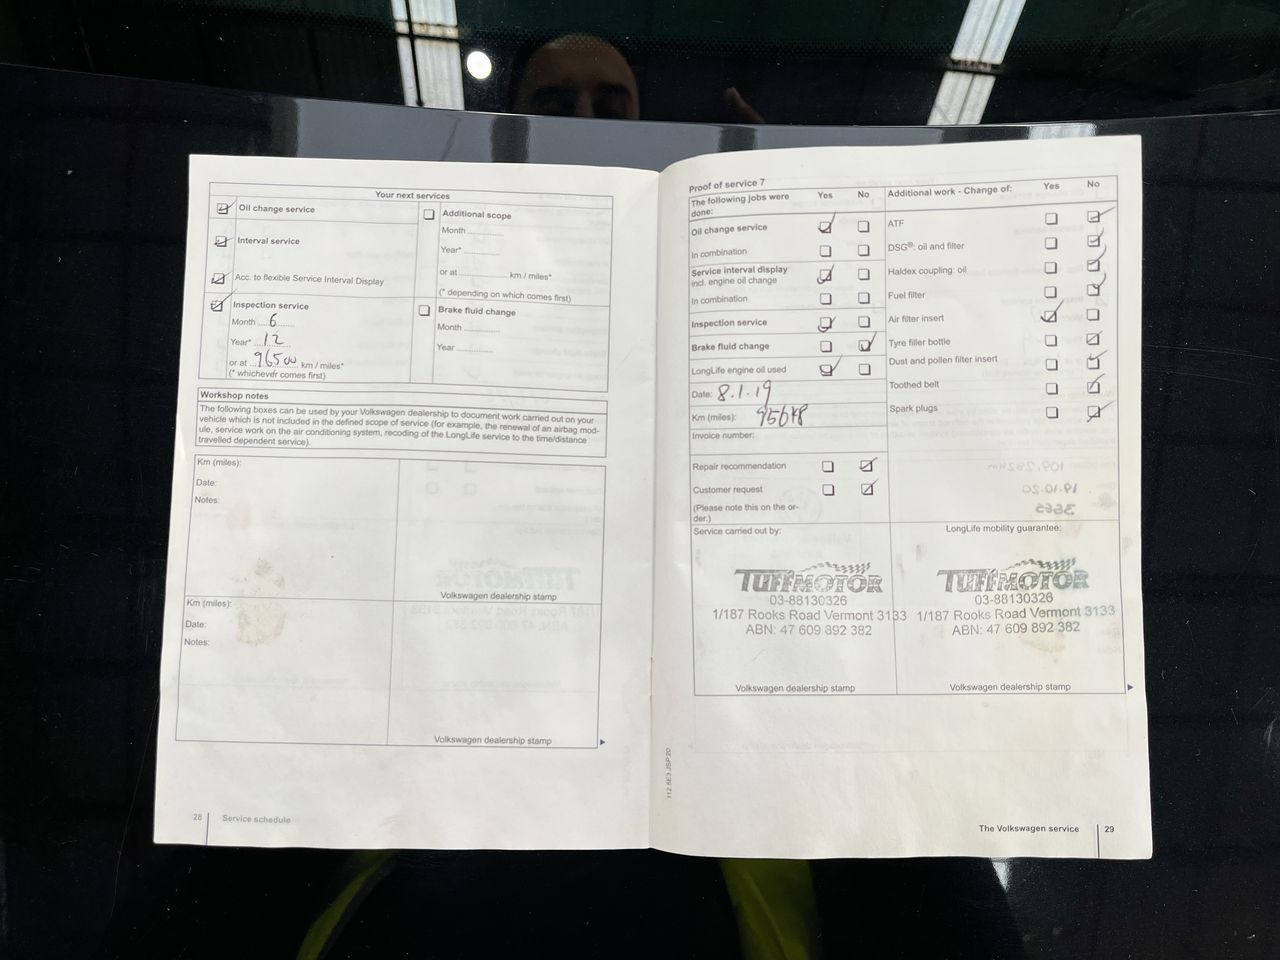 Your next services
Oil change service
Interval service
Acc. to flexible Service Interval Display
Inspection service
Month 6
Year* 12
or at 96500 km / miles*
(* whichever comes first)
Additional scope
Month
Year*
or at km / miles*
(* depending on which comes first)
Brake fluid change
Month
Year
Workshop notes
The following boxes can be used by your Volkswagen dealership to document work carried out on your
vehicle which is not included in the defined scope of service (for example, the renewal of an airbag mod-
ule, service work on the air conditioning system, recoding of the LongLife service to the time/distance
travelled dependent service).
Km (miles):
Date:
Notes:
Volkswagen dealership stamp
Km (miles):
Date:
Notes:
Volkswagen dealership stamp
28 Service schedule
Proof of service 7
The following jobs were
done:
Yes No
Oil change service
In combination
Service interval display
incl. engine oil change
In combination
Inspection service
Brake fluid change
LongLife engine oil used
Date: 8.1.19
Km (miles):
Invoice number:
Repair recommendation
Customer request
(Please note this on the or-
der.)
Additional work - Change of: Yes No
ATF
DSG®: oil and filter
Haldex coupling: oil
Fuel filter
Air filter insert
Tyre filler bottle
Dust and pollen filter insert
Toothed belt
Spark plugs
Service carried out by:
TUFFMOTOR
03-88130326
1/187 Rooks Road Vermont 3133
ABN: 47 609 892 382
Volkswagen dealership stamp
LongLife mobility guarantee:
TUFFMOTOR
03-88130326
1/187 Rooks Road Vermont 3133
ABN: 47 609 892 382
Volkswagen dealership stamp
The Volkswagen service 29